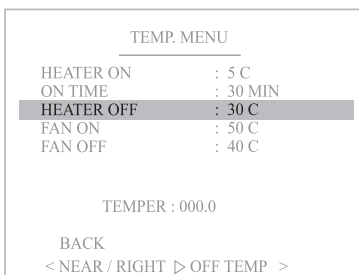 TEMP. MENU
HEATER ON : 5 C
ON TIME : 30 MIN
HEATER OFF : 30 C
FAN ON : 50 C
FAN OFF : 40 C
TEMPER : 000.0
BACK
< NEAR / RIGHT ▷ OFF TEMP >